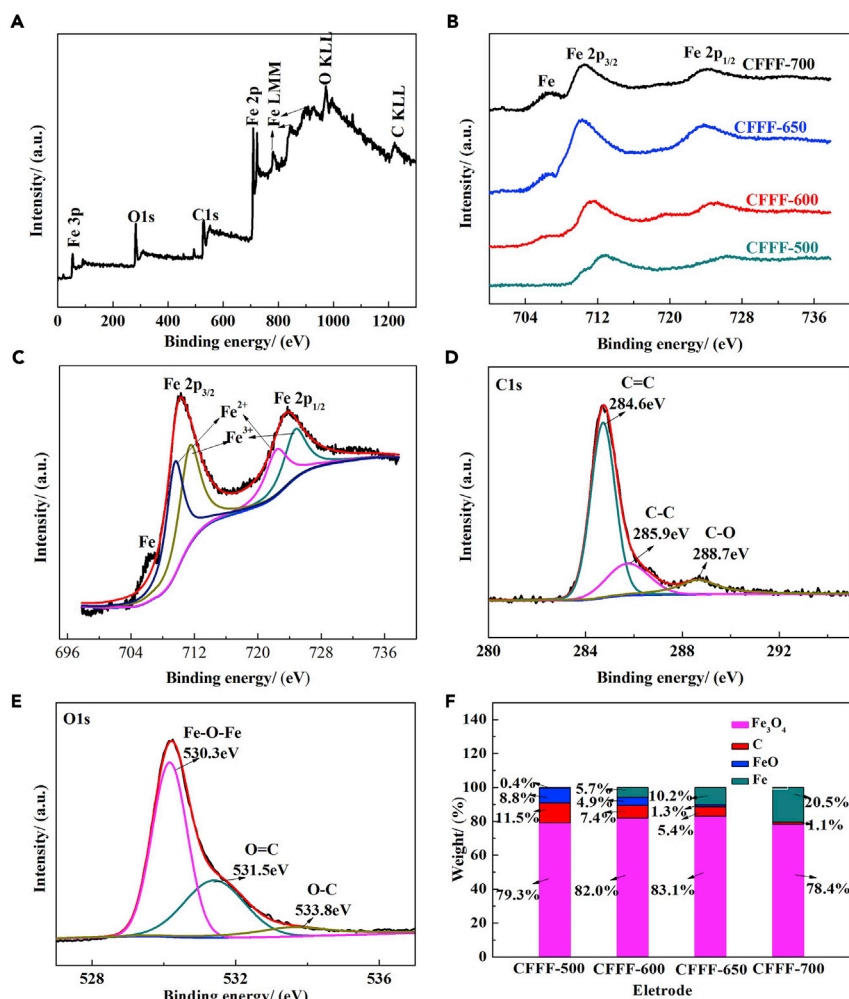 A
Intensity/ (a.u.)
Fe 3p
O1s
C1s
Fe 2p
Fe LMM
O KLL
C KLL
0 200 400 600 800 1000 1200
Binding energy/ (eV)
B
Intensity/ (a.u.)
Fe
Fe 2p3/2
Fe 2p1/2
CFFF-700
CFFF-650
CFFF-600
CFFF-500
704 712 720 728 736
Binding energy/ (eV)
C
Intensity/ (a.u.)
Fe 2p3/2
Fe 2p1/2
Fe2+
Fe3+
Fe
696 704 712 720 728 736
Binding energy/ (eV)
D
C1s
Intensity/ (a.u.)
C=C
284.6eV
C-C
285.9eV
C-O
288.7eV
280 284 288 292
Binding energy/ (eV)
E
O1s
Intensity/ (a.u.)
Fe-O-Fe
530.3eV
O=C
531.5eV
O-C
533.8eV
528 532 536
Binding energy/ (eV)
F
Weight/ (%)
140
120
100
80
60
40
20
0
Fe3O4
C
FeO
Fe
0.4%
8.8%
11.5%
79.3%
5.7%
4.9%
7.4%
82.0%
10.2%
1.3%
5.4%
83.1%
20.5%
1.1%
78.4%
CFFF-500 CFFF-600 CFFF-650 CFFF-700
Eletrode